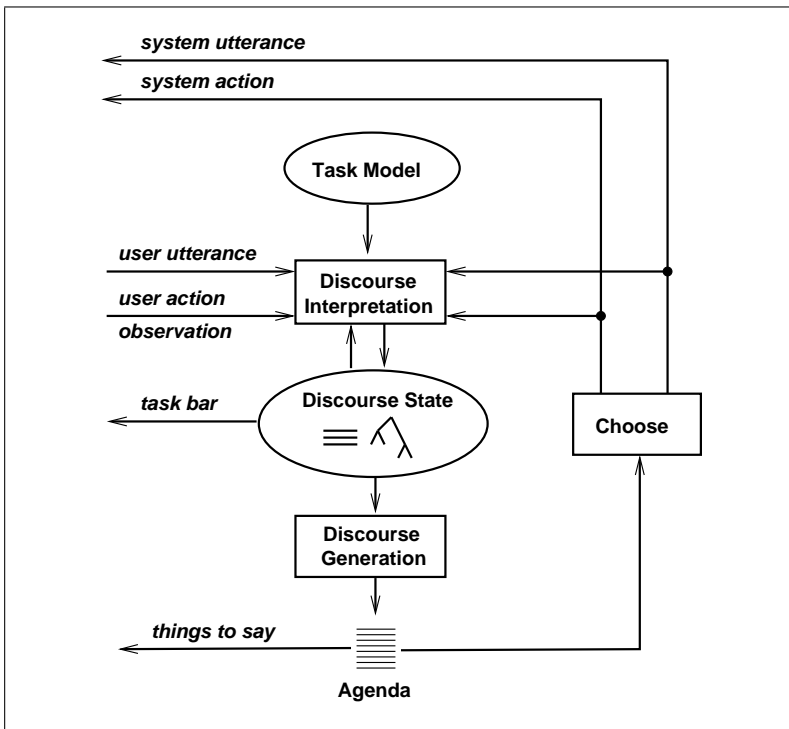 system utterance
system action
Task Model
user utterance
Discourse
Interpretation
user action
observation
task bar
Discourse State
Choose
Discourse
Generation
things to say
Agenda